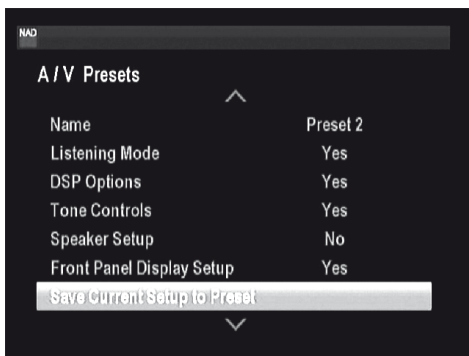 NAD
A / V Presets
Name Preset 2
Listening Mode Yes
DSP Options Yes
Tone Controls Yes
Speaker Setup No
Front Panel Display Setup Yes
Save Current Setup to Preset